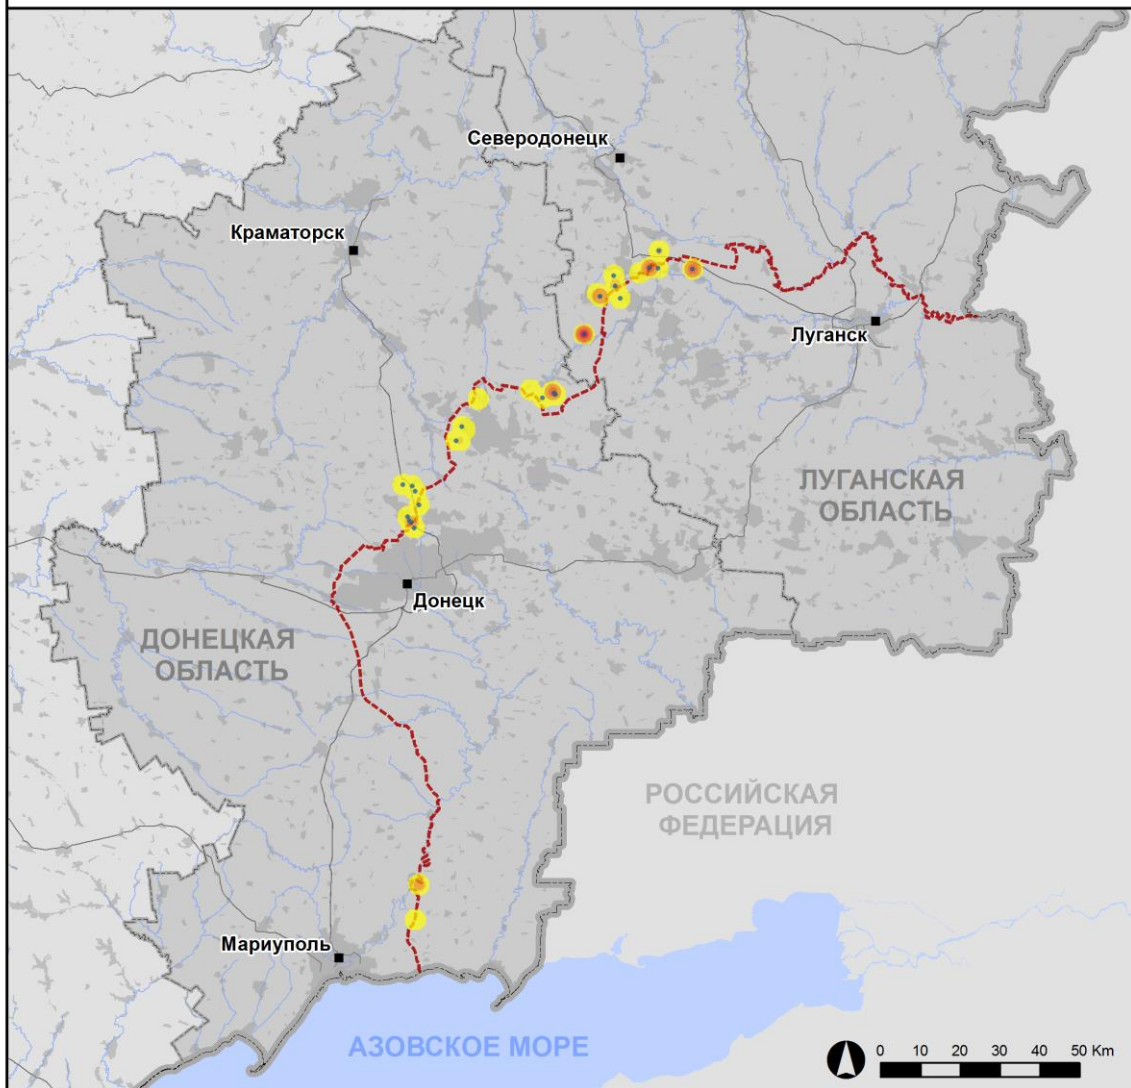 Северодонецк
Краматорск
Луганск
ЛУГАНСКАЯ
ОБЛАСТЬ
Донецк
ДОНЕЦКАЯ
ОБЛАСТЬ
РОССИЙСКАЯ
ФЕДЕРАЦИЯ
Мариуполь
АЗОВСКОЕ МОРЕ
0 10 20 30 40 50 Km